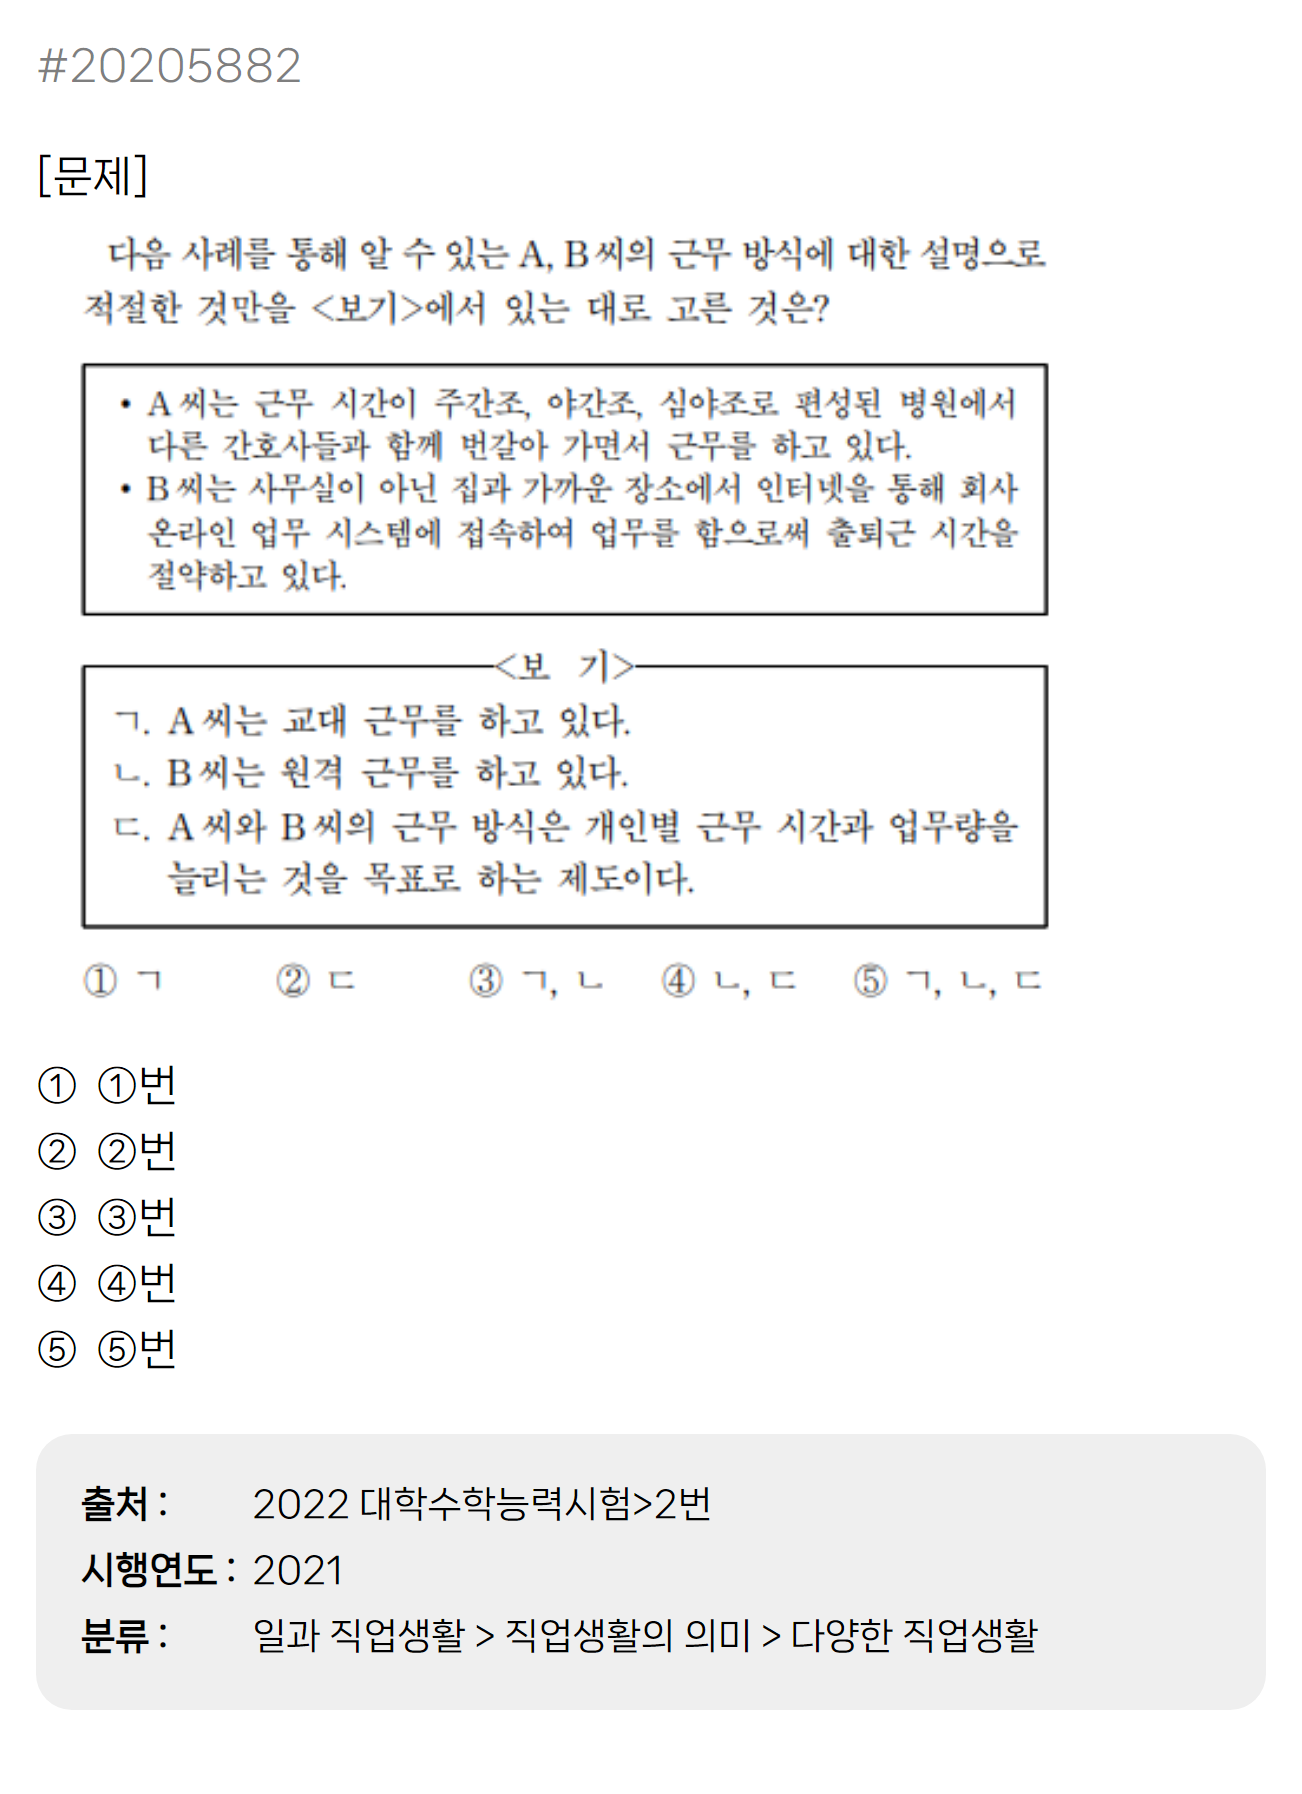 #20205882
[문제]
다음 사례를 통해 알 수 있는 A, B씨의 근무 방식에 대한 설명으로
적절한 것만을 <보기>에서 있는 대로 고른 것은?
• A씨는 근무 시간이 주간조, 야간조, 심야조로 편성된 병원에서
다른 간호사들과 함께 번갈아 가면서 근무를 하고 있다.
• B씨는 사무실이 아닌 집과 가까운 장소에서 인터넷을 통해 회사
온라인 업무 시스템에 접속하여 업무를 함으로써 출퇴근 시간을
절약하고 있다.
<보 기>
ㄱ. A씨는 교대 근무를 하고 있다.
ㄴ. B씨는 원격 근무를 하고 있다.
ㄷ. A씨와 B씨의 근무 방식은 개인별 근무 시간과 업무량을
늘리는 것을 목표로 하는 제도이다.
① ㄱ ② ㄷ ③ ㄱ, ㄴ ④ ㄴ, ㄷ ⑤ ㄱ, ㄴ, ㄷ
① ①번
② ②번
③ ③번
④ ④번
⑤ ⑤번
출처 : 2022 대학수학능력시험>2번
시행연도 : 2021
분류 : 일과 직업생활 > 직업생활의 의미 > 다양한 직업생활